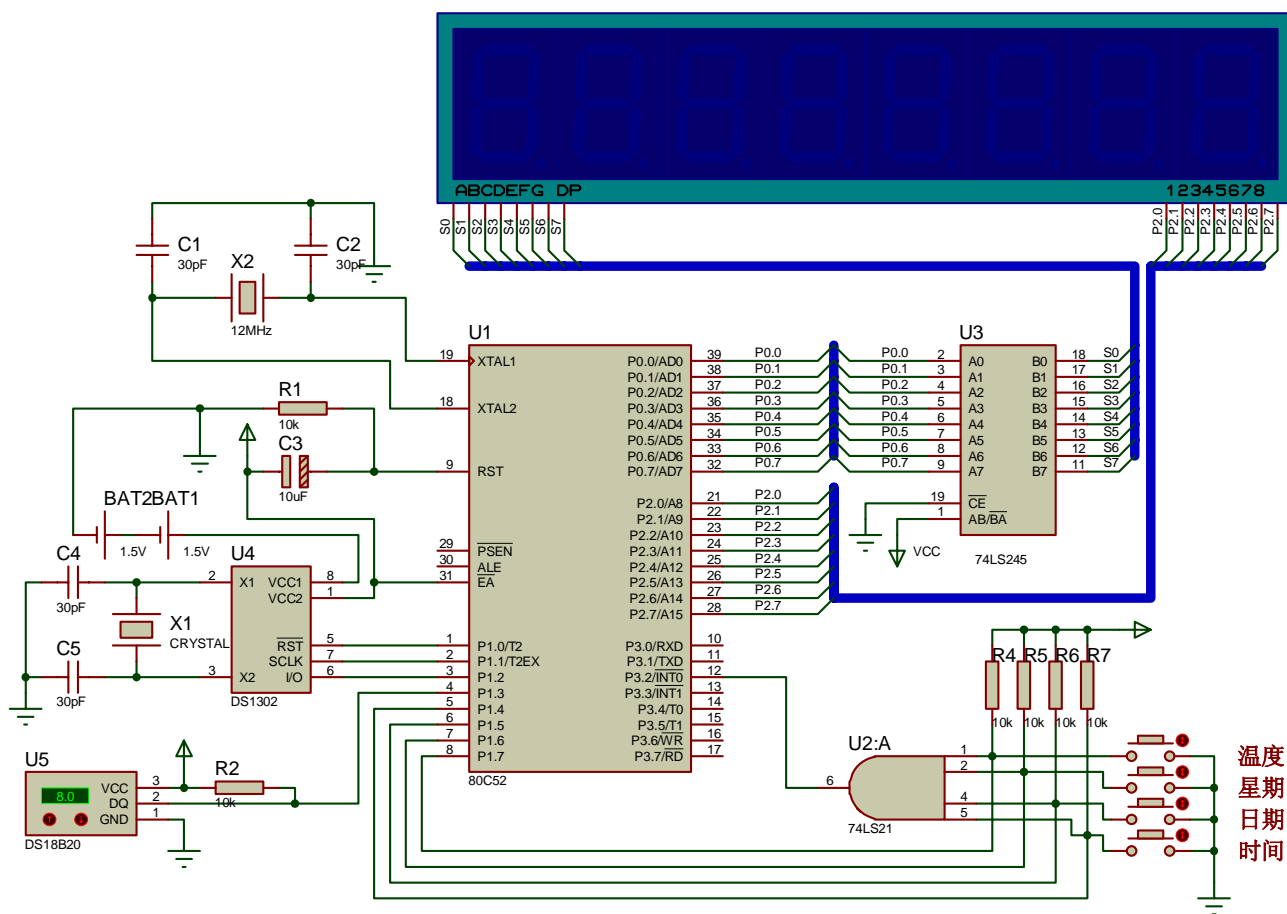 ABCDEFG DP
12345678
S0
S1
S2
S3
S4
S5
S6
S7
P2.0
P2.1
P2.2
P2.3
P2.4
P2.5
P2.6
P2.7
C1
30pF
C2
30pF
X2
12MHz
U1
19 XTAL1
18 XTAL2
9 RST
29 PSEN
30 ALE
31 EA
1 P1.0/T2
2 P1.1/T2EX
3 P1.2
4 P1.3
5 P1.4
6 P1.5
7 P1.6
8 P1.7
P0.0/AD0 39 P0.0
P0.1/AD1 38 P0.1
P0.2/AD2 37 P0.2
P0.3/AD3 36 P0.3
P0.4/AD4 35 P0.4
P0.5/AD5 34 P0.5
P0.6/AD6 33 P0.6
P0.7/AD7 32 P0.7
P2.0/A8 21 P2.0
P2.1/A9 22 P2.1
P2.2/A10 23 P2.2
P2.3/A11 24 P2.3
P2.4/A12 25 P2.4
P2.5/A13 26 P2.5
P2.6/A14 27 P2.6
P2.7/A15 28 P2.7
P3.0/RXD 10
P3.1/TXD 11
P3.2/INT0 12
P3.3/INT1 13
P3.4/T0 14
P3.5/T1 15
P3.6/WR 16
P3.7/RD 17
80C52
U3
P0.0 2 A0 B0 18 S0
P0.1 3 A1 B1 17 S1
P0.2 4 A2 B2 16 S2
P0.3 5 A3 B3 15 S3
P0.4 6 A4 B4 14 S4
P0.5 7 A5 B5 13 S5
P0.6 8 A6 B6 12 S6
P0.7 9 A7 B7 11 S7
19 CE
1 AB/BA
VCC
74LS245
R1
10k
C3
10uF
BAT2 BAT1
1.5V 1.5V
C4
30pF
X1
CRYSTAL
C5
30pF
U4
2 X1 VCC1 8
VCC2 1
RST 5
SCLK 7
3 X2 I/O 6
DS1302
U5
8.0
VCC 3
DQ 2
GND 1
DS18B20
R2
10k
R4 R5 R6 R7
10k 10k 10k 10k
U2:A
1
2
4
5
6
74LS21
温度
星期
日期
时间